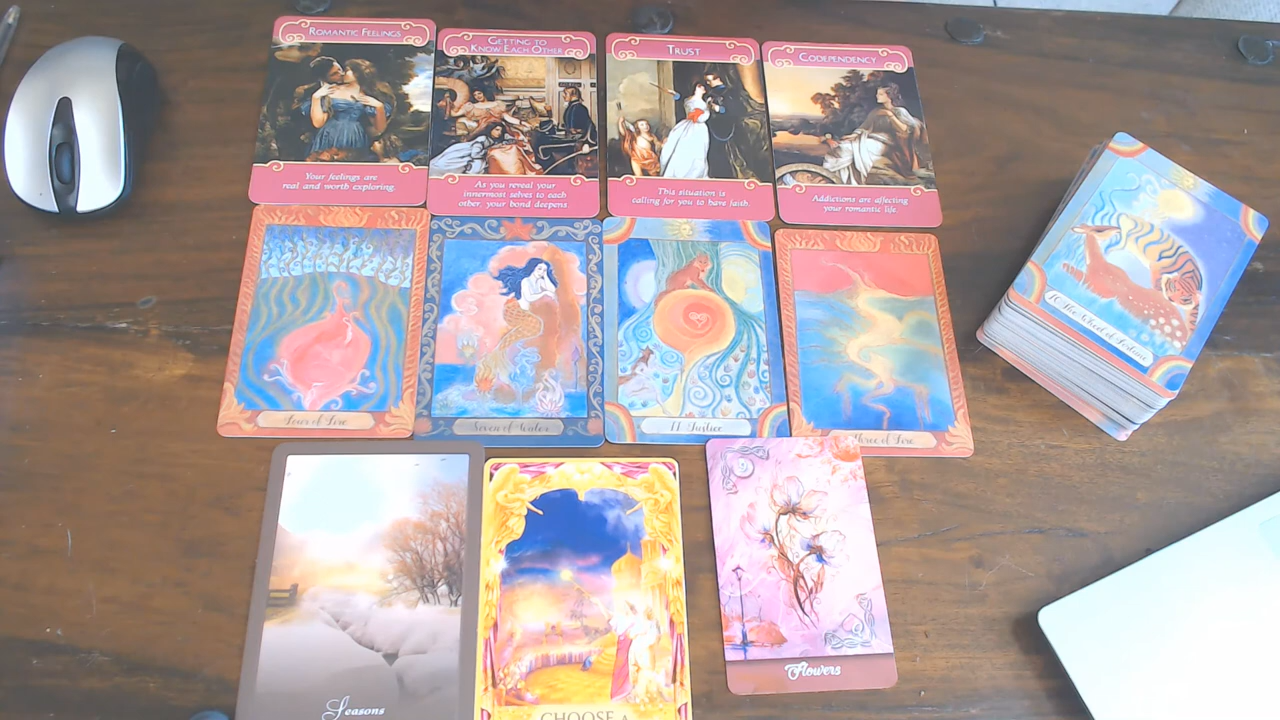 ROMANTIC FEELINGS
Your feelings are
real and worth exploring.
GETTING TO
KNOW EACH OTHER
As you reveal your
innermost selves to each
other, your bond deepens.
TRUST
This situation is
calling for you to have faith.
CODEPENDENCY
Addictions are affecting
your romantic life.
Four of Fire
Seven of Water
11 Justice
Three of Fire
10 The Wheel of Fortune
Seasons
CHOOSE A
9
Flowers